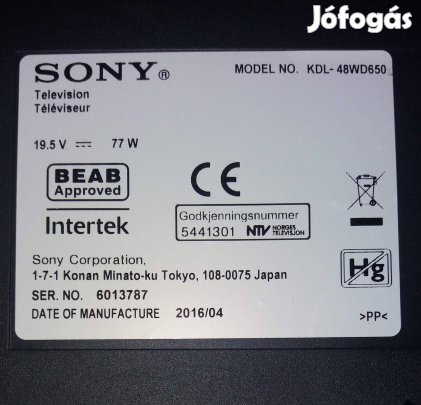 Jófogás
SONY®
MODEL NO. KDL- 48WD650
Television
Téléviseur
19.5 V ⎓ 77 W
BEAB
Approved
CE
Intertek
Godkjenningsnummer
5441301 NTV NORGES TELEVISJON
Sony Corporation,
1-7-1 Konan Minato-ku Tokyo, 108-0075 Japan
Hg
SER. NO. 6013787
DATE OF MANUFACTURE 2016/04
>PP<